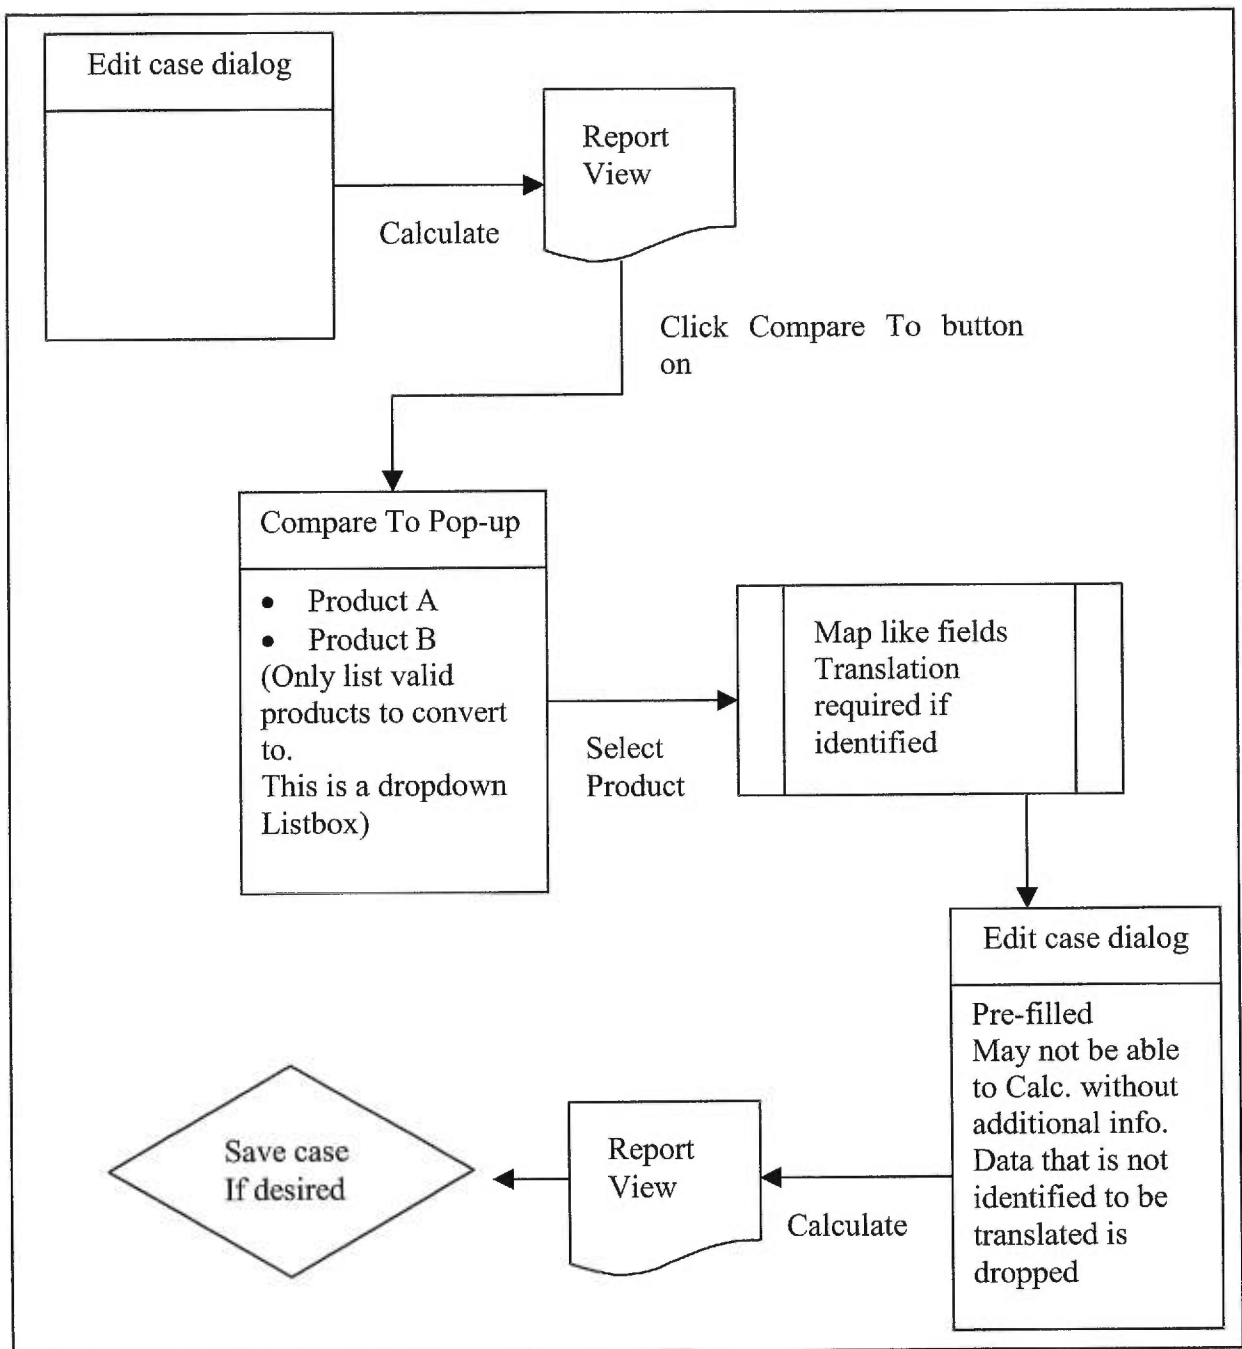 Edit case dialog
Report
View
Calculate
Click Compare To button
on
Compare To Pop-up
• Product A
• Product B
(Only list valid
products to convert
to.
This is a dropdown
Listbox)
Select
Product
Map like fields
Translation
required if
identified
Edit case dialog
Pre-filled
May not be able
to Calc. without
additional info.
Data that is not
identified to be
translated is
dropped
Calculate
Report
View
Save case
If desired